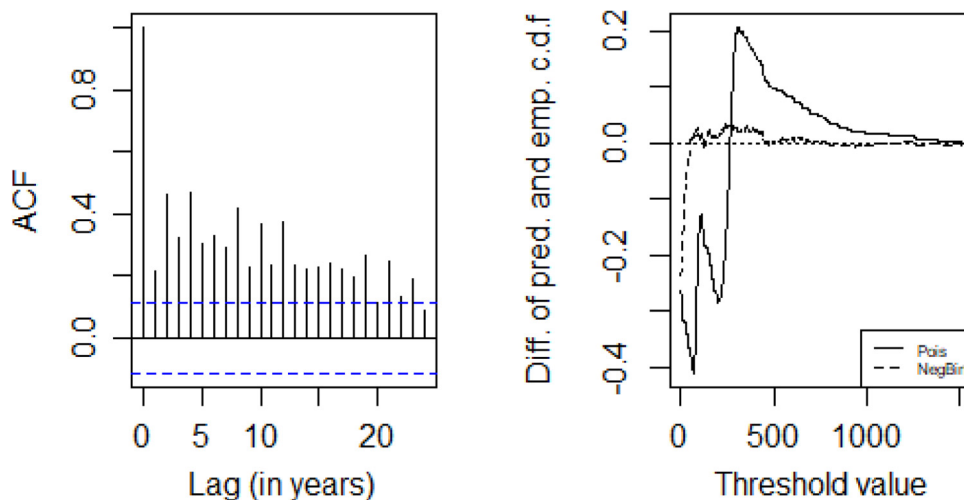 ACF
0.0 0.4 0.8
0 5 10 20
Lag (in years)
Diff. of pred. and emp. c.d.f
-0.4 -0.2 0.0 0.2
0 500 1000
Threshold value
Pois
NegBin